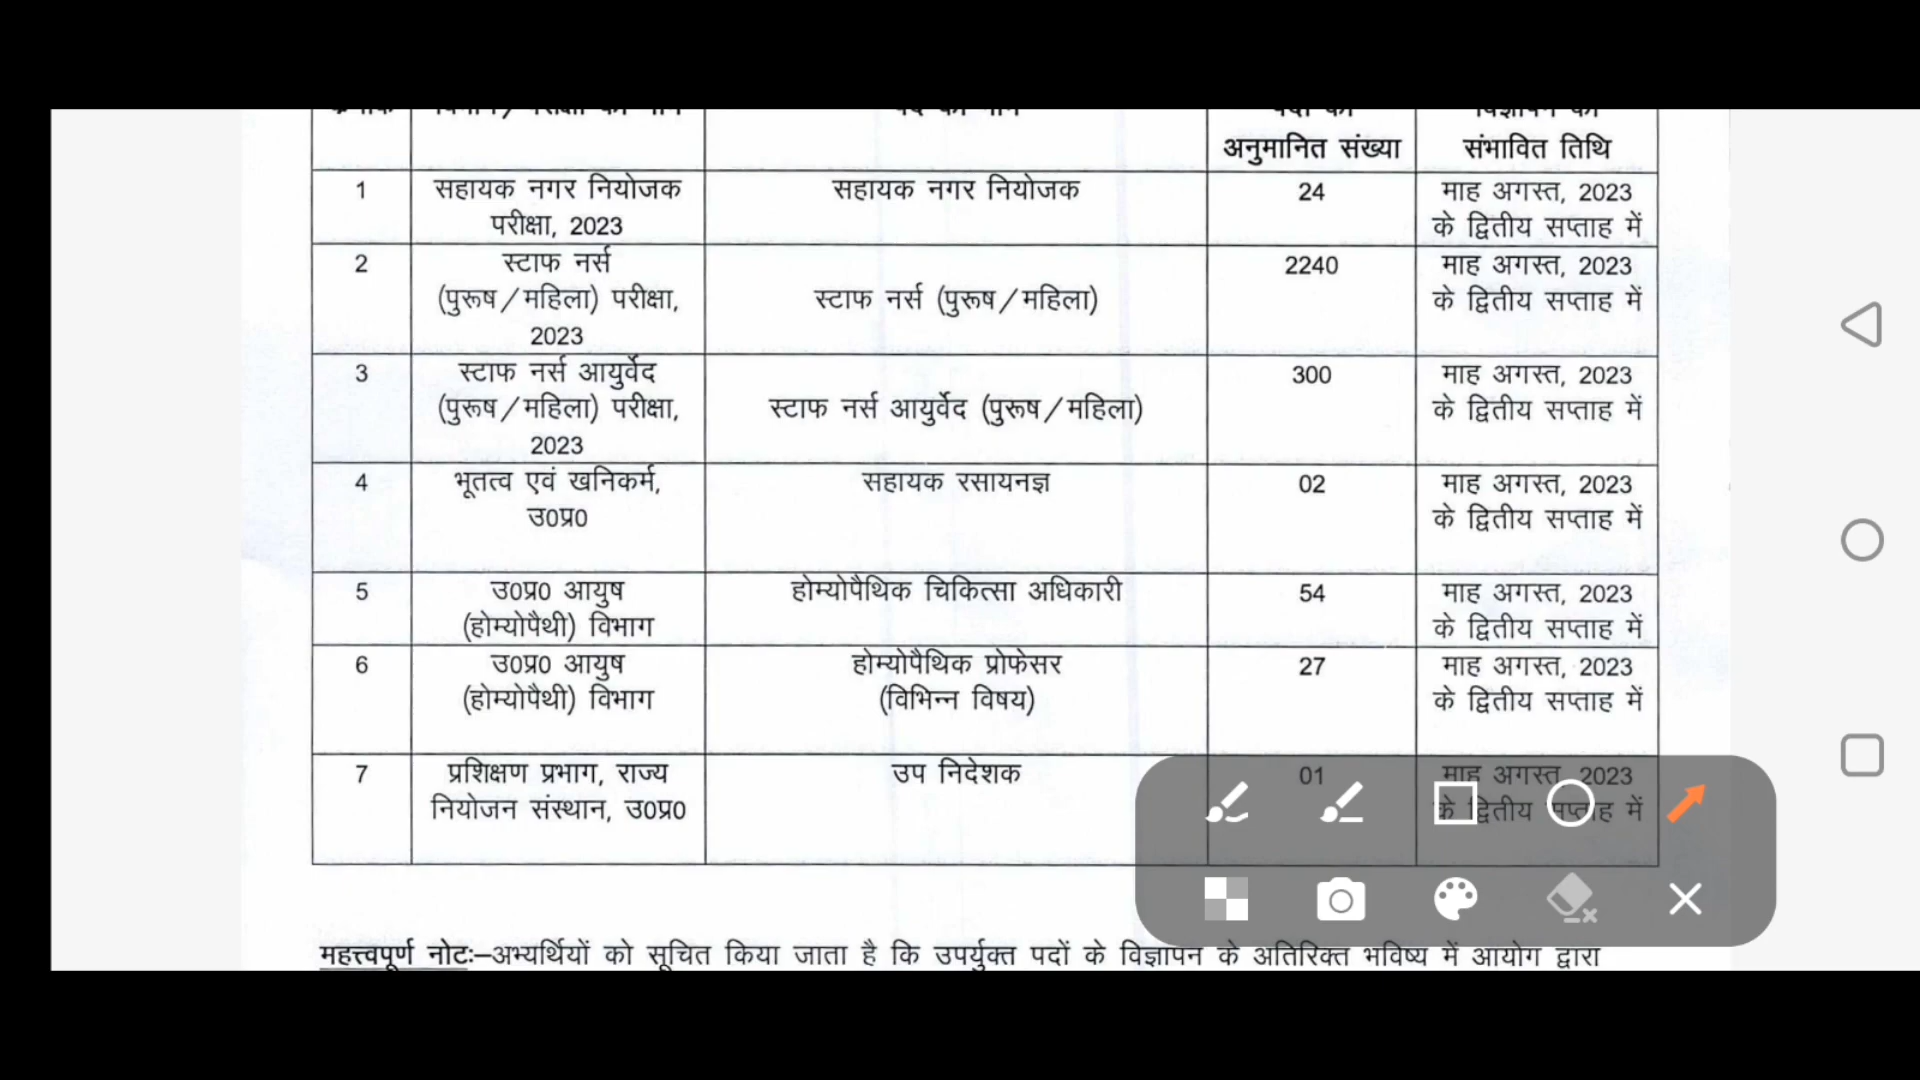 अनुमानित संख्या संभावित तिथि
1 सहायक नगर नियोजक सहायक नगर नियोजक 24 माह अगस्त, 2023
परीक्षा, 2023 के द्वितीय सप्ताह में
2 स्टाफ नर्स 2240 माह अगस्त, 2023
(पुरूष/महिला) परीक्षा, स्टाफ नर्स (पुरूष/महिला) के द्वितीय सप्ताह में
2023
3 स्टाफ नर्स आयुर्वेद 300 माह अगस्त, 2023
(पुरूष/महिला) परीक्षा, स्टाफ नर्स आयुर्वेद (पुरूष/महिला) के द्वितीय सप्ताह में
2023
4 भूतत्व एवं खनिकर्म, सहायक रसायनज्ञ 02 माह अगस्त, 2023
उ0प्र0 के द्वितीय सप्ताह में
5 उ0प्र0 आयुष होम्योपैथिक चिकित्सा अधिकारी 54 माह अगस्त, 2023
(होम्योपैथी) विभाग के द्वितीय सप्ताह में
6 उ0प्र0 आयुष होम्योपैथिक प्रोफेसर 27 माह अगस्त, 2023
(होम्योपैथी) विभाग (विभिन्न विषय) के द्वितीय सप्ताह में
7 प्रशिक्षण प्रभाग, राज्य उप निदेशक 01 माह अगस्त, 2023
नियोजन संस्थान, उ0प्र0 के द्वितीय सप्ताह में
महत्त्वपूर्ण नोटः–अभ्यर्थियों को सूचित किया जाता है कि उपर्युक्त पदों के विज्ञापन के अतिरिक्त भविष्य में आयोग द्वारा